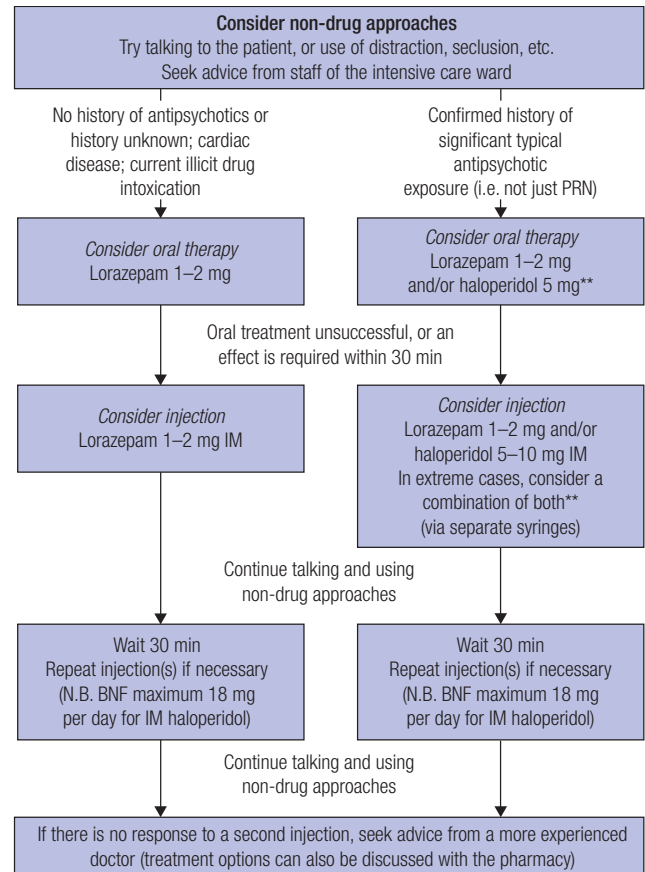 Consider non-drug approaches
Try talking to the patient, or use of distraction, seclusion, etc.
Seek advice from staff of the intensive care ward
No history of antipsychotics or
history unknown; cardiac
disease; current illicit drug
intoxication
Confirmed history of
significant typical
antipsychotic
exposure (i.e. not just PRN)
Consider oral therapy
Lorazepam 1–2 mg
Consider oral therapy
Lorazepam 1–2 mg
and/or haloperidol 5 mg**
Oral treatment unsuccessful, or an
effect is required within 30 min
Consider injection
Lorazepam 1–2 mg IM
Consider injection
Lorazepam 1–2 mg and/or
haloperidol 5–10 mg IM
In extreme cases, consider a
combination of both**
(via separate syringes)
Continue talking and using
non-drug approaches
Wait 30 min
Repeat injection(s) if necessary
(N.B. BNF maximum 18 mg
per day for IM haloperidol)
Wait 30 min
Repeat injection(s) if necessary
(N.B. BNF maximum 18 mg
per day for IM haloperidol)
Continue talking and using
non-drug approaches
If there is no response to a second injection, seek advice from a more experienced
doctor (treatment options can also be discussed with the pharmacy)